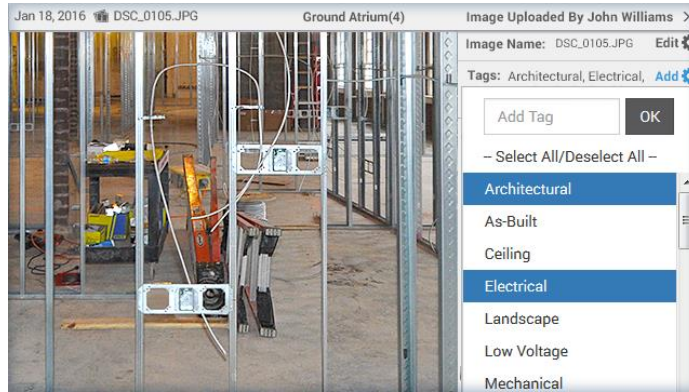 Jan 18, 2016 DSC_0105.JPG Ground Atrium(4) Image Uploaded By John Williams
Image Name: DSC_0105.JPG Edit
Tags: Architectural, Electrical, Add
Add Tag OK
-- Select All/Deselect All --
Architectural
As-Built
Ceiling
Electrical
Landscape
Low Voltage
Mechanical